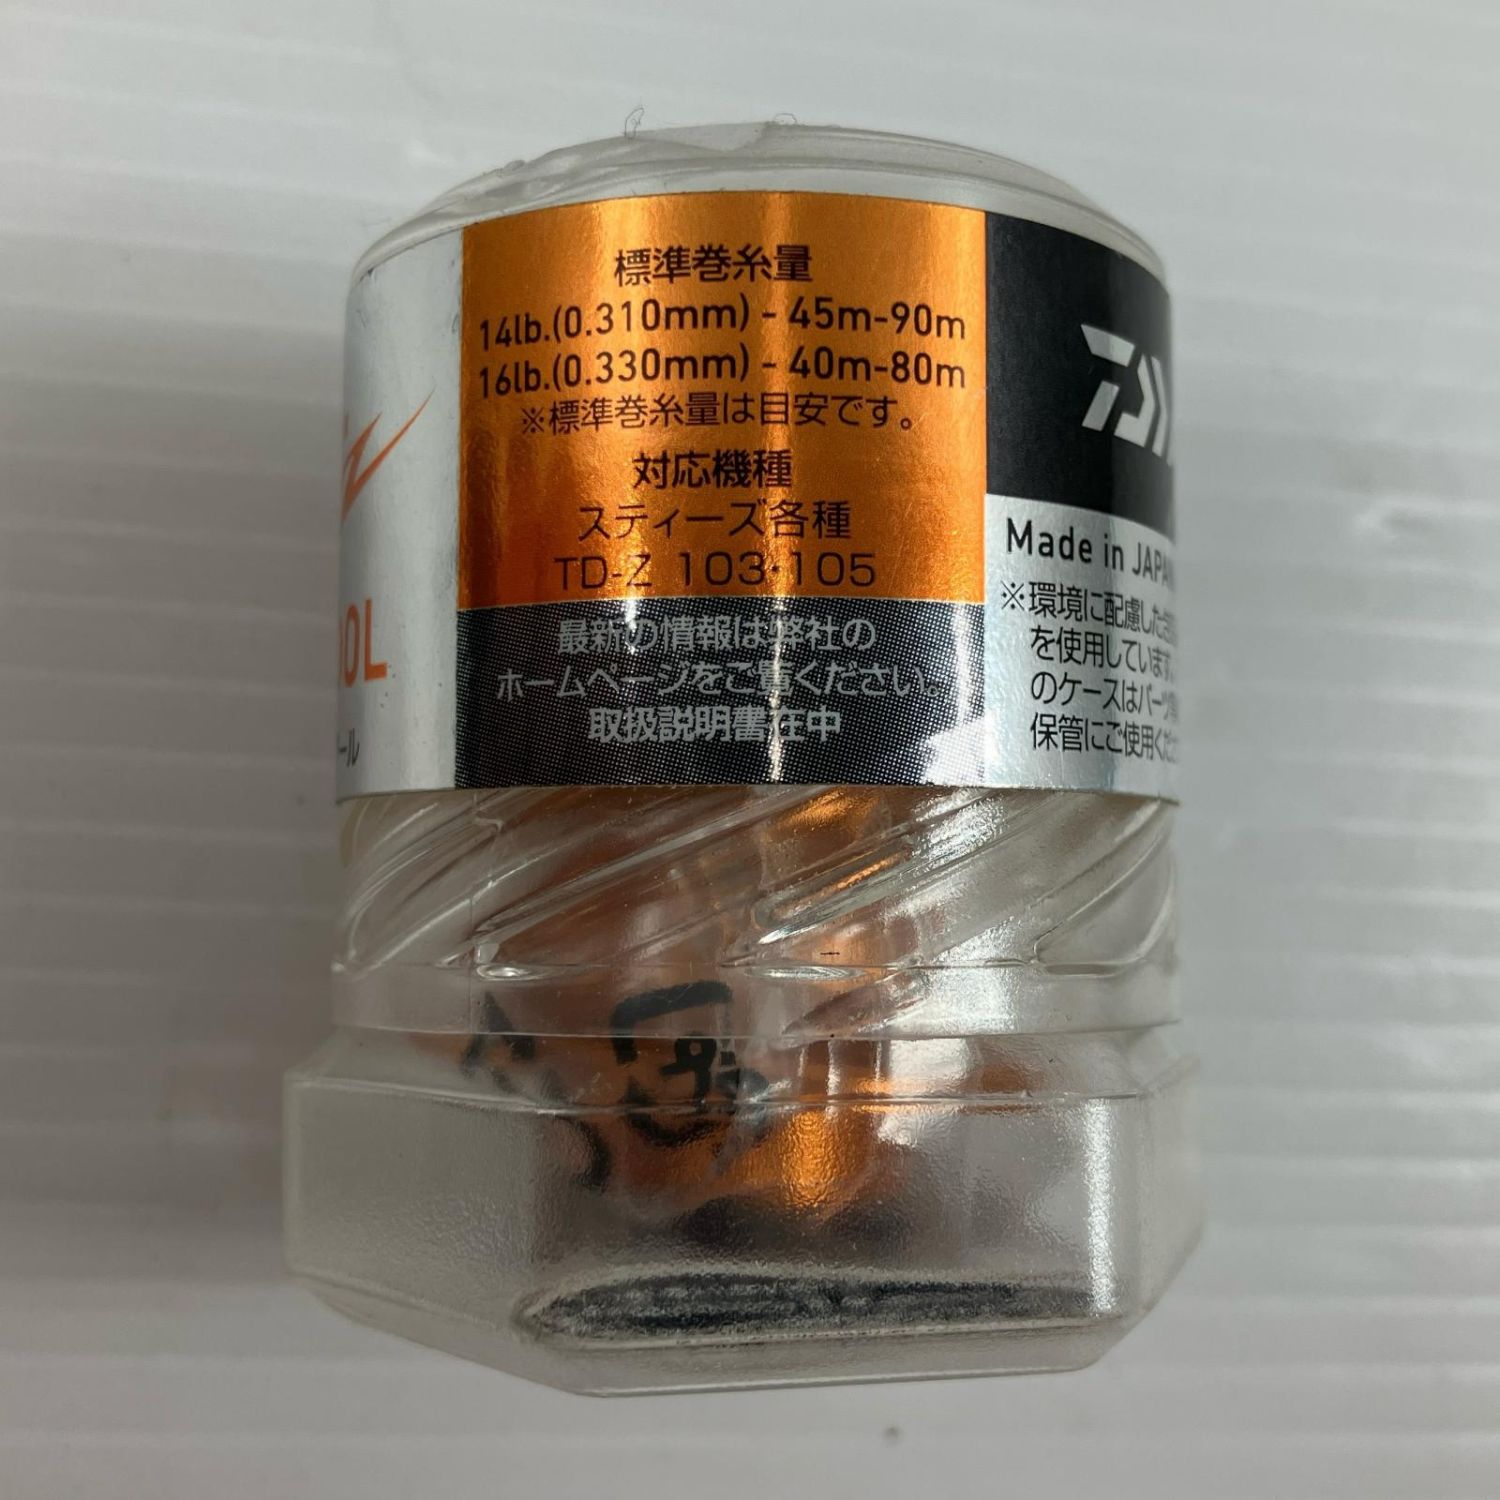 標準巻糸量
14lb.(0.310mm) - 45m-90m
16lb.(0.330mm) - 40m-80m
※標準巻糸量は目安です。
対応機種
スティーズ各種
TD-Z 103･105
最新の情報は弊社の
ホームページをご覧ください。
取扱説明書在中
Made in JAPAN
※環境に配慮した
を使用しています。
のケースはパーツ
保管にご使用くだ
OL
ール